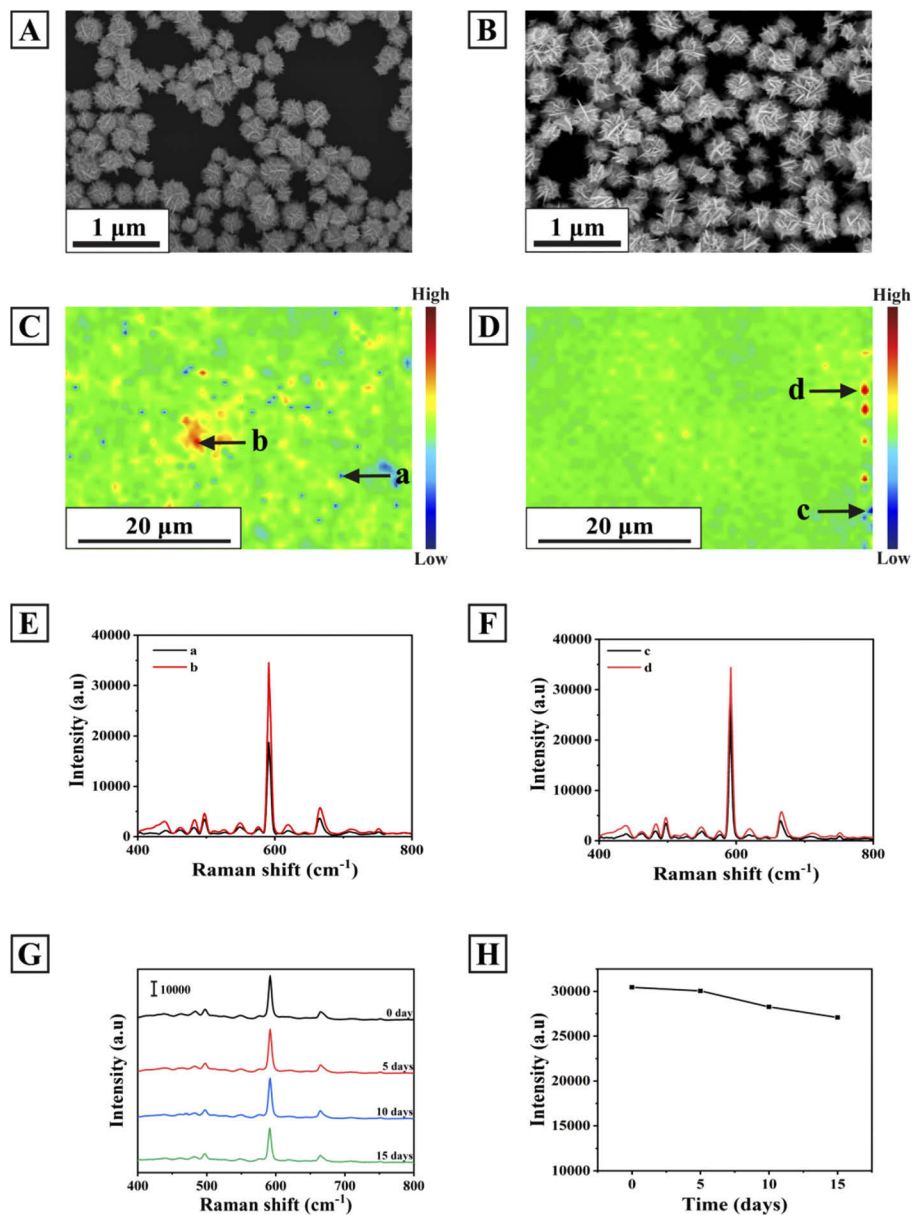 A
B
1 µm
1 µm
C
High
Low
b
a
20 µm
D
High
Low
d
c
20 µm
E
40000
30000
20000
10000
0
400
600
800
a
b
Intensity (a.u)
Raman shift (cm⁻¹)
F
40000
30000
20000
10000
0
400
600
800
c
d
Intensity (a.u)
Raman shift (cm⁻¹)
G
10000
0 day
5 days
10 days
15 days
400
500
600
700
800
Intensity (a.u)
Raman shift (cm⁻¹)
H
30000
25000
20000
15000
10000
0
5
10
15
Intensity (a.u)
Time (days)